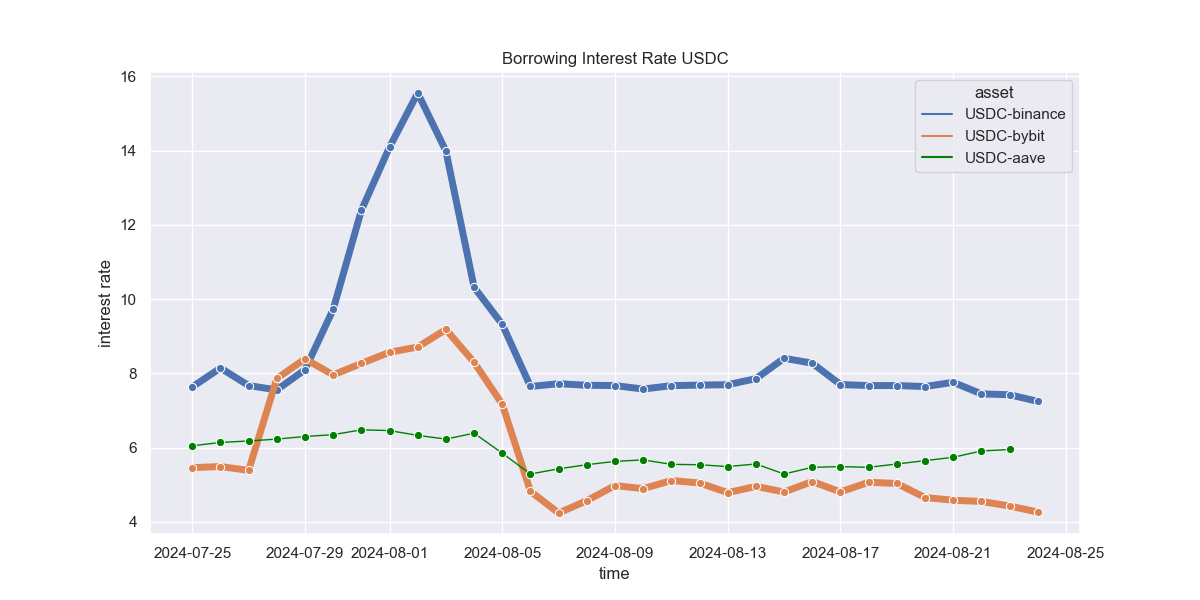 Borrowing Interest Rate USDC
16
14
12
10
8
6
4
interest rate
asset
USDC-binance
USDC-bybit
USDC-aave
2024-07-25 2024-07-29 2024-08-01 2024-08-05 2024-08-09 2024-08-13 2024-08-17 2024-08-21 2024-08-25
time